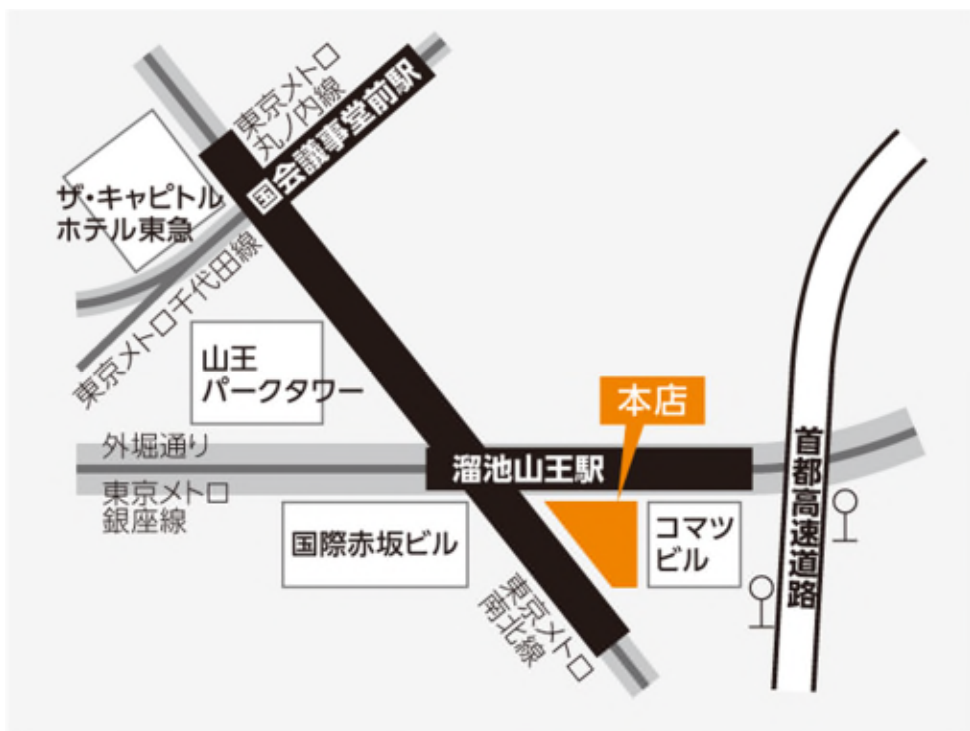 東京メトロ
丸ノ内線
国会議事堂前駅
ザ・キャピトル
ホテル東急
東京メトロ千代田線
山王
パークタワー
本店
外堀通り
溜池山王駅
東京メトロ
銀座線
国際赤坂ビル
コマツ
ビル
首都高速道路
東京メトロ
南北線